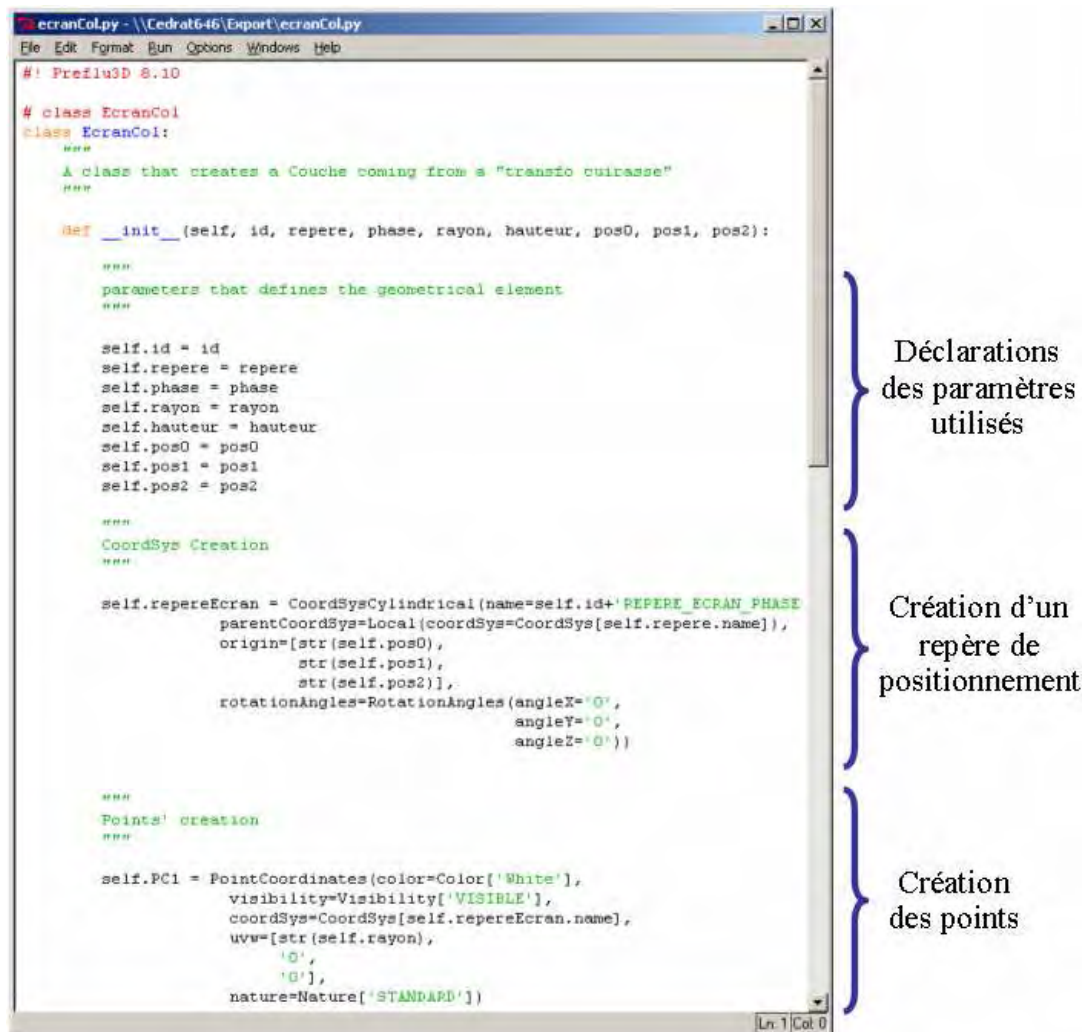 ecranCol.py - \\Cedrat646\Export\ecranCol.py
File Edit Format Run Options Windows Help
#! Preflu3D 8.10
# class EcranCol
class EcranCol:
"""
A class that creates a Couche coming from a "transfo cuirasse"
"""
def __init__(self, id, repere, phase, rayon, hauteur, pos0, pos1, pos2):
"""
parameters that defines the geometrical element
"""
self.id = id
self.repere = repere
self.phase = phase
self.rayon = rayon
self.hauteur = hauteur
self.pos0 = pos0
self.pos1 = pos1
self.pos2 = pos2
"""
CoordSys Creation
"""
self.repereEcran = CoordSysCylindrical(name=self.id+'REPERE_ECRAN_PHASE
parentCoordSys=Local(coordSys=CoordSys[self.repere.name]),
origin=[str(self.pos0),
str(self.pos1),
str(self.pos2)],
rotationAngles=RotationAngles(angleX='0',
angleY='0',
angleZ='0'))
"""
Points' creation
"""
self.PC1 = PointCoordinates(color=Color['White'],
visibility=Visibility['VISIBLE'],
coordSys=CoordSys[self.repereEcran.name],
uvw=[str(self.rayon),
'0',
'0'],
nature=Nature['STANDARD'])
Ln: 1 Col: 0
Déclarations
des paramètres
utilisés
Création d'un
repère de
positionnement
Création
des points